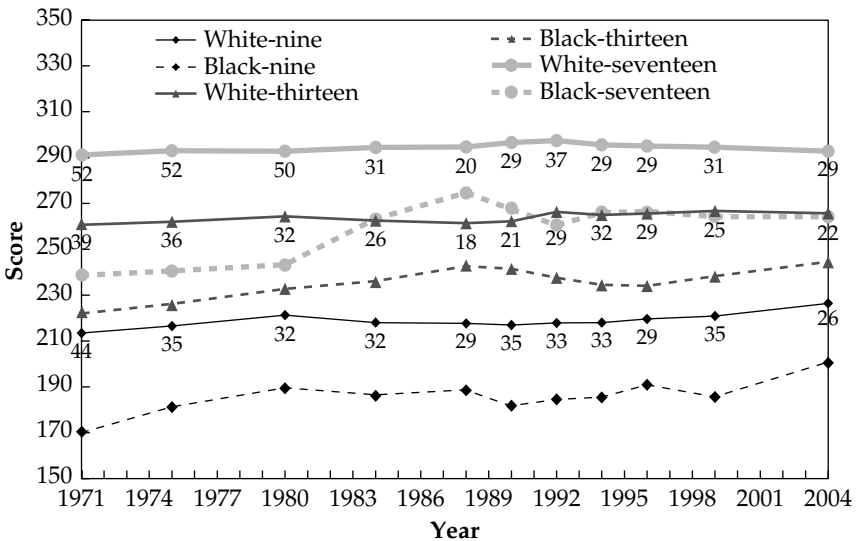 350
330
310
290
270
250
230
210
190
170
150
Score
White-nine
Black-nine
White-thirteen
Black-thirteen
White-seventeen
Black-seventeen
52 52 50 31 20 29 37 29 29 31 29
39 36 32 26 18 21 29 32 29 25 22
44 35 32 32 29 35 33 33 29 35 26
1971 1974 1977 1980 1983 1986 1989 1992 1995 1998 2001 2004
Year